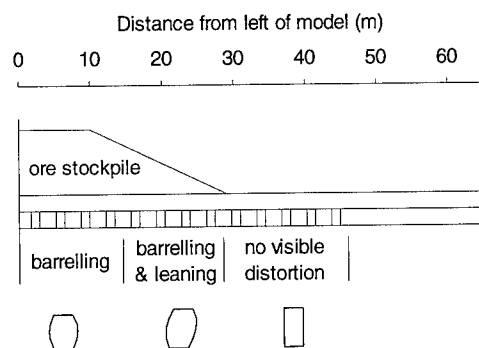 Distance from left of model (m)
0 10 20 30 40 50 60
ore stockpile
barrelling
barrelling
& leaning
no visible
distortion